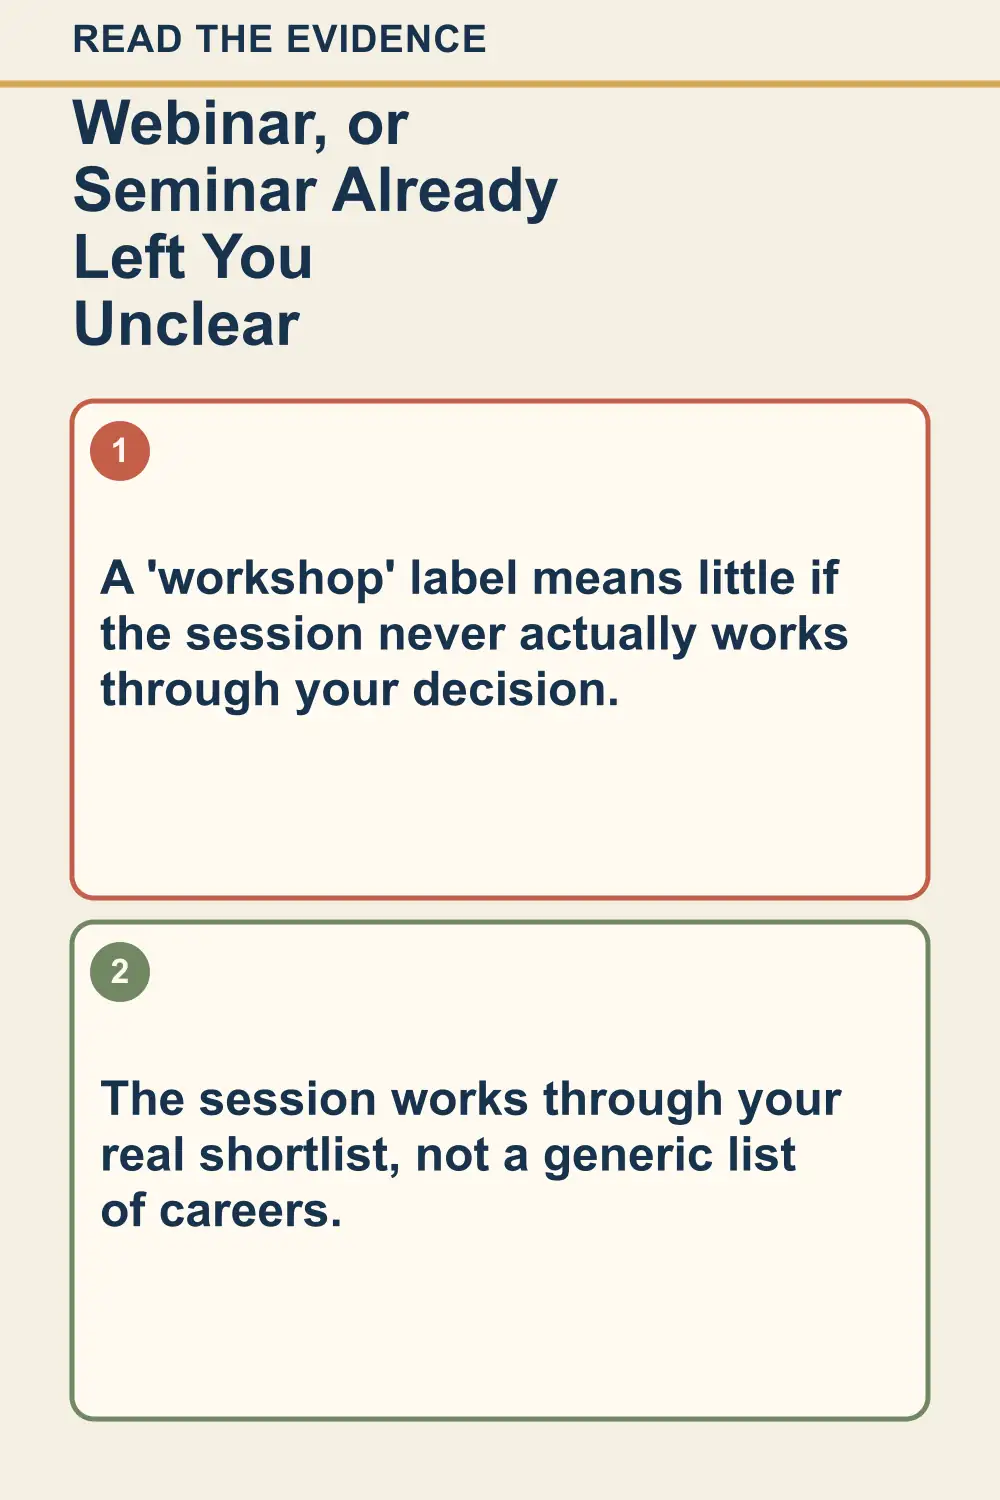 READ THE EVIDENCE
Webinar, or
Seminar Already
Left You
Unclear
1
A 'workshop' label means little if
the session never actually works
through your decision.
2
The session works through your
real shortlist, not a generic list
of careers.